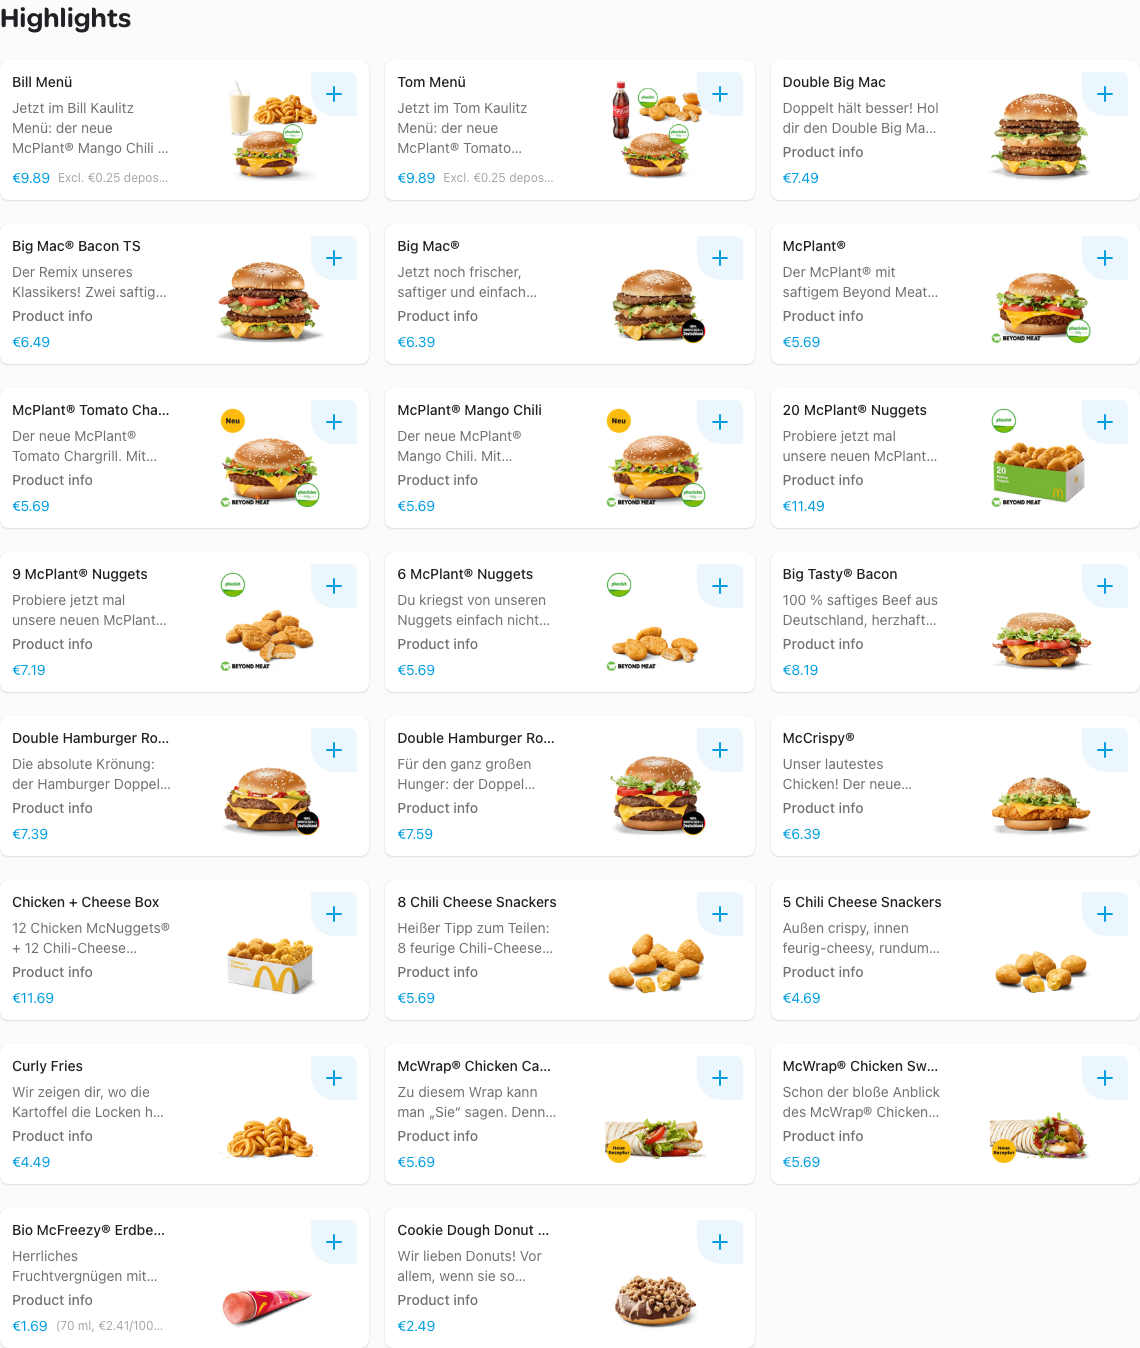 Highlights
Bill Menü
Jetzt im Bill Kaulitz
Menü: der neue
McPlant® Mango Chili ...
€9.89 Excl. €0.25 depos...
Tom Menü
Jetzt im Tom Kaulitz
Menü: der neue
McPlant® Tomato...
€9.89 Excl. €0.25 depos...
Double Big Mac
Doppelt hält besser! Hol
dir den Double Big Ma...
Product info
€7.49
Big Mac® Bacon TS
Der Remix unseres
Klassikers! Zwei saftig...
Product info
€6.49
Big Mac®
Jetzt noch frischer,
saftiger und einfach...
Product info
€6.39
McPlant®
Der McPlant® mit
saftigem Beyond Meat...
Product info
€5.69
BEYOND MEAT
McPlant® Tomato Cha...
Der neue McPlant®
Tomato Chargrill. Mit...
Product info
€5.69
Neu
BEYOND MEAT
McPlant® Mango Chili
Der neue McPlant®
Mango Chili. Mit...
Product info
€5.69
Neu
BEYOND MEAT
20 McPlant® Nuggets
Probiere jetzt mal
unsere neuen McPlant...
Product info
€11.49
20
BEYOND MEAT
9 McPlant® Nuggets
Probiere jetzt mal
unsere neuen McPlant...
Product info
€7.19
BEYOND MEAT
6 McPlant® Nuggets
Du kriegst von unseren
Nuggets einfach nicht...
Product info
€5.69
BEYOND MEAT
Big Tasty® Bacon
100 % saftiges Beef aus
Deutschland, herzhaft...
Product info
€8.19
Double Hamburger Ro...
Die absolute Krönung:
der Hamburger Doppel...
Product info
€7.39
Double Hamburger Ro...
Für den ganz großen
Hunger: der Doppel...
Product info
€7.59
McCrispy®
Unser lautestes
Chicken! Der neue...
Product info
€6.39
Chicken + Cheese Box
12 Chicken McNuggets®
+ 12 Chili-Cheese...
Product info
€11.69
8 Chili Cheese Snackers
Heißer Tipp zum Teilen:
8 feurige Chili-Cheese...
Product info
€5.69
5 Chili Cheese Snackers
Außen crispy, innen
feurig-cheesy, rundum...
Product info
€4.69
Curly Fries
Wir zeigen dir, wo die
Kartoffel die Locken h...
Product info
€4.49
McWrap® Chicken Ca...
Zu diesem Wrap kann
man „Sie“ sagen. Denn...
Product info
€5.69
Neue
Rezeptur
McWrap® Chicken Sw...
Schon der bloße Anblick
des McWrap® Chicken...
Product info
€5.69
Neue
Rezeptur
Bio McFreezy® Erdbe...
Herrliches
Fruchtvergnügen mit...
Product info
€1.69 (70 ml, €2.41/100...
Cookie Dough Donut ...
Wir lieben Donuts! Vor
allem, wenn sie so...
Product info
€2.49